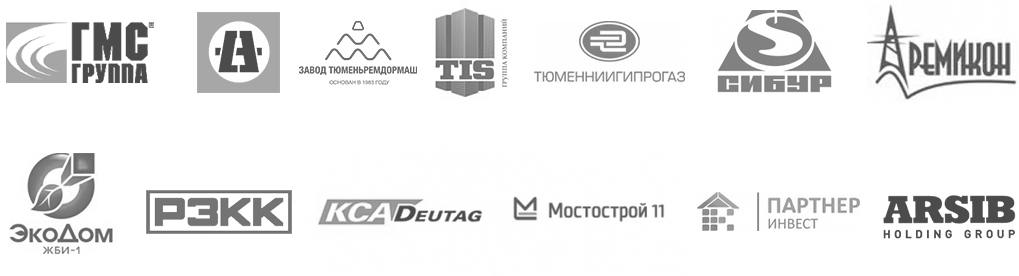 ГМС
ГРУППА
ЗАВОД ТЮМЕНЬРЕМДОРМАШ
ОСНОВАН В 1963 ГОДУ
TIS
ГРУППА КОМПАНИЙ
ТЮМЕННИИГИПРОГАЗ
СИБУР
РЕМИКОН
ЭкоДом
ЖБИ-1
РЗКК
KCA DEUTAG
Мостострой 11
ПАРТНЕР
ИНВЕСТ
ARSIB
HOLDING GROUP